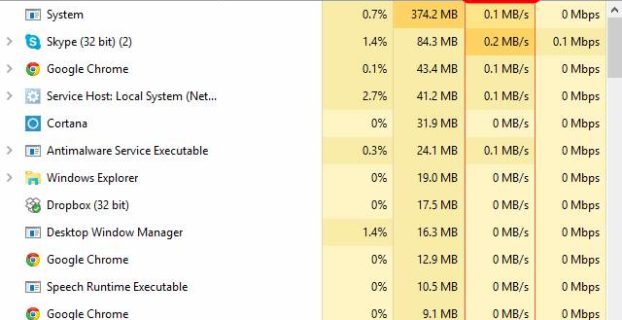 System 0.7% 374.2 MB 0.1 MB/s 0 Mbps
Skype (32 bit) (2) 1.4% 84.3 MB 0.2 MB/s 0.1 Mbps
Google Chrome 0.1% 43.4 MB 0.1 MB/s 0 Mbps
Service Host: Local System (Net... 2.7% 41.2 MB 0.1 MB/s 0 Mbps
Cortana 0% 31.9 MB 0 MB/s 0 Mbps
Antimalware Service Executable 0.3% 24.1 MB 0.1 MB/s 0 Mbps
Windows Explorer 0% 19.0 MB 0 MB/s 0 Mbps
Dropbox (32 bit) 0% 17.5 MB 0 MB/s 0 Mbps
Desktop Window Manager 1.4% 16.3 MB 0 MB/s 0 Mbps
Google Chrome 0% 12.9 MB 0 MB/s 0 Mbps
Speech Runtime Executable 0% 10.5 MB 0 MB/s 0 Mbps
Google Chrome 0% 9.1 MB 0 MB/s 0 Mbps